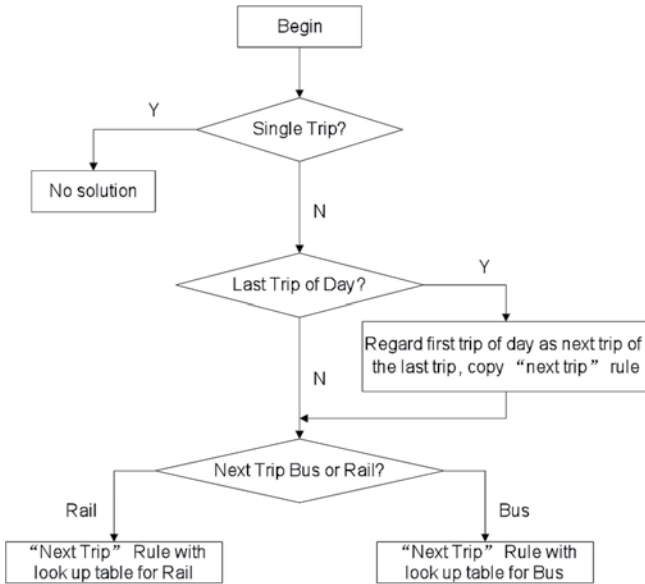 Begin
Y
Single Trip?
No solution
N
Last Trip of Day?
Y
Regard first trip of day as next trip of
the last trip, copy “next trip” rule
N
Next Trip Bus or Rail?
Rail
Bus
“Next Trip” Rule with
look up table for Rail
“Next Trip” Rule with
look up table for Bus